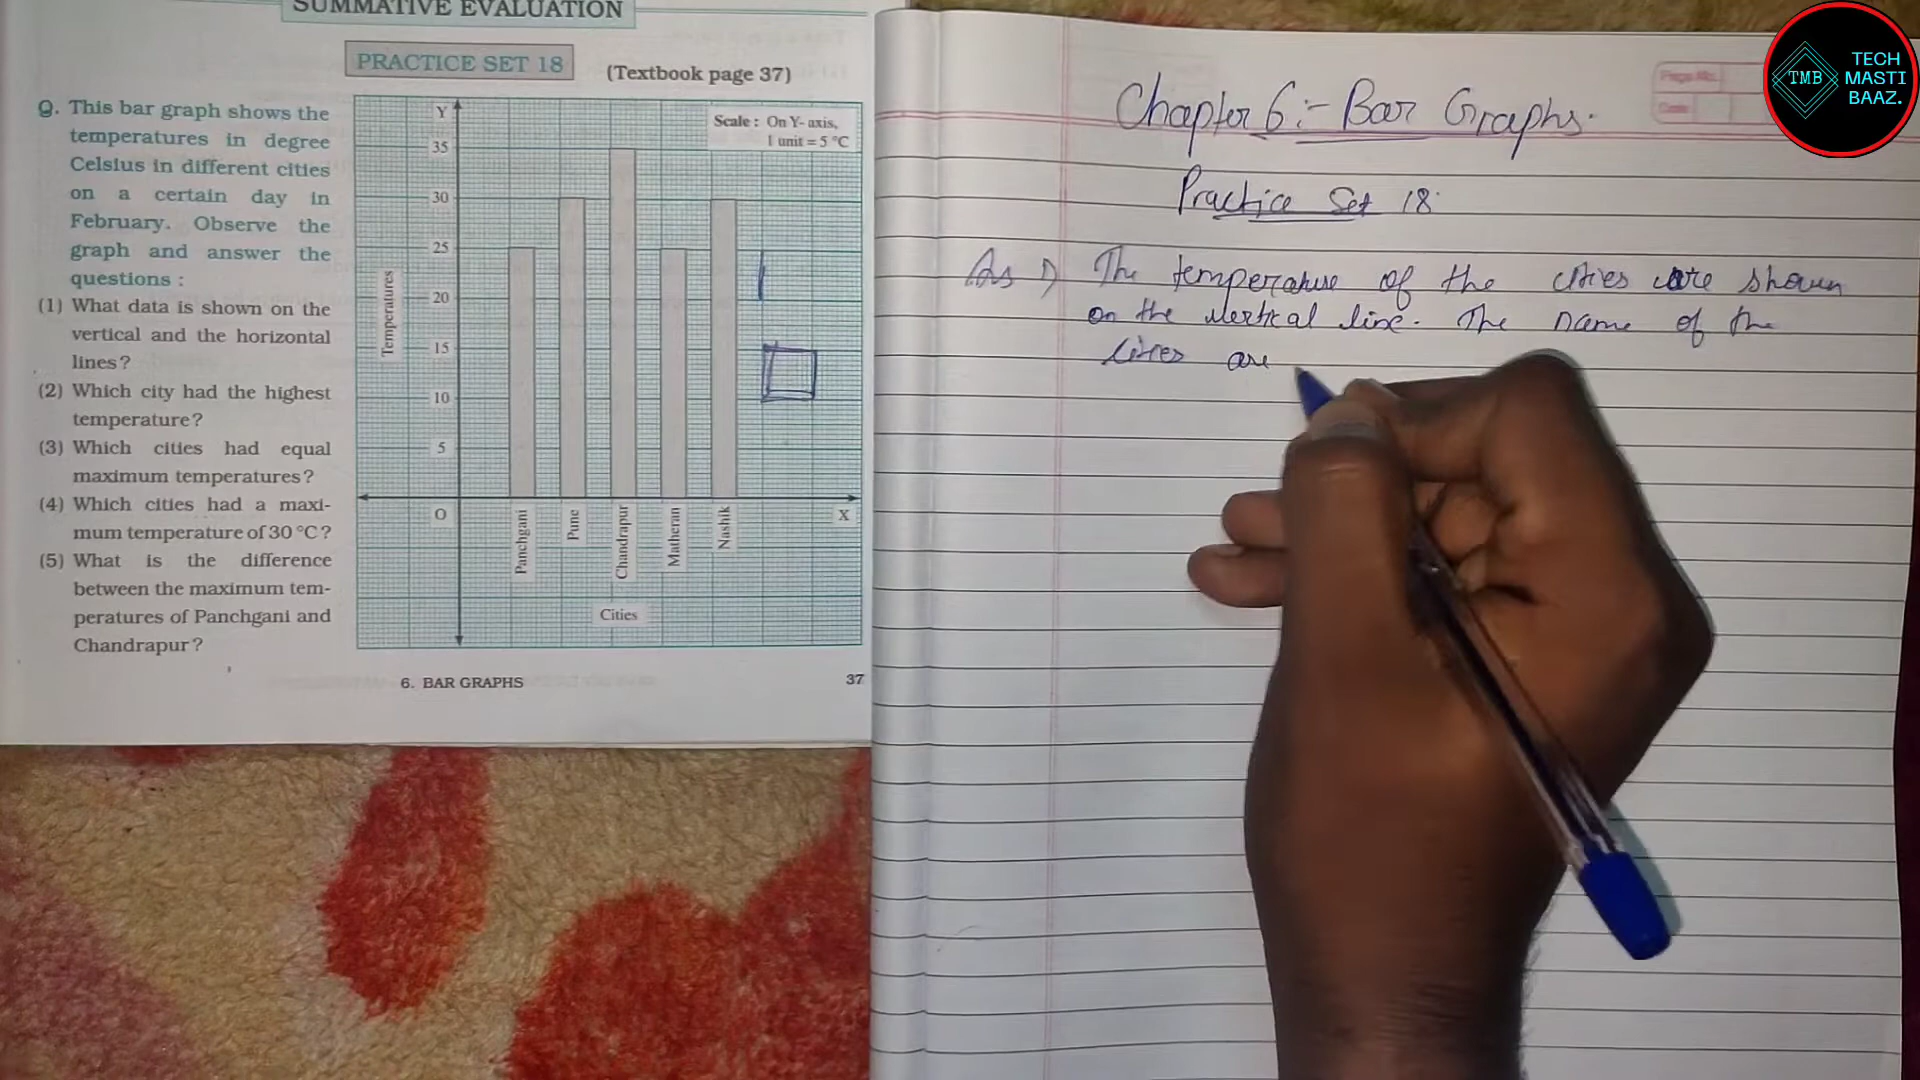 SUMMATIVE EVALUATION
PRACTICE SET 18
(Textbook page 37)
Q. This bar graph shows the
temperatures in degree
Celsius in different cities
on a certain day in
February. Observe the
graph and answer the
questions :
(1) What data is shown on the
vertical and the horizontal
lines?
(2) Which city had the highest
temperature?
(3) Which cities had equal
maximum temperatures?
(4) Which cities had a maxi-
mum temperature of 30 °C?
(5) What is the difference
between the maximum tem-
peratures of Panchgani and
Chandrapur?
Y
Scale : On Y- axis,
1 unit = 5 °C
35
30
25
20
15
10
5
O
X
Temperatures
Panchgani
Pune
Chandrapur
Matheran
Nashik
Cities
6. BAR GRAPHS
37
Chapter 6 :- Bar Graphs.
Practice Set 18.
As 1) The temperature of the cities are shown
on the vertical line. The name of the
cities are
Page No.
Date
TMB
TECH
MASTI
BAAZ.